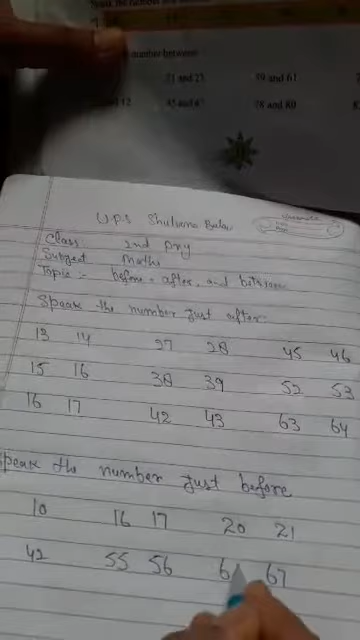 number between:
21 and 23 59 and 61
12 45 and 47 78 and 80
UPS
Class 2nd pry
Subject Maths
Topic :- before, after, and between
Speak the number just after
13 14 27 28 45 46
15 16 38 39 52 53
16 17 42 43 63 64
Speak the number just before
10 16 17 20 21
42 55 56 6 67